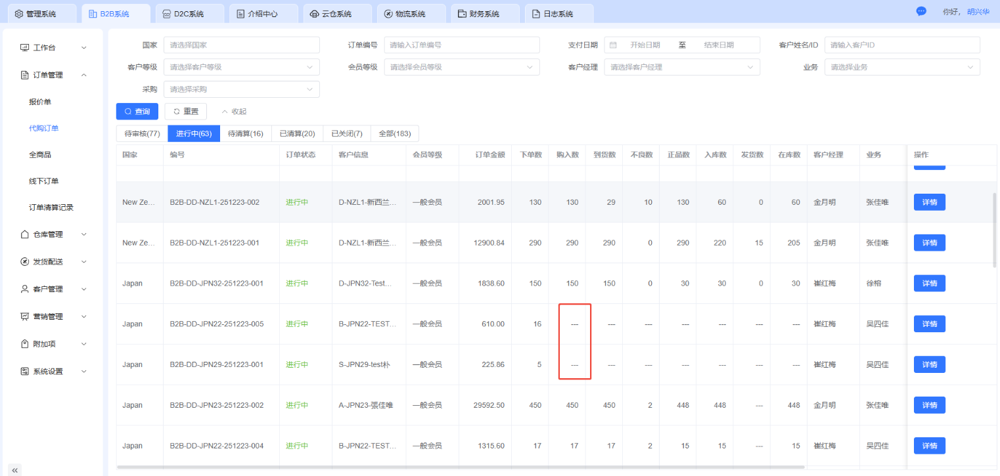 管理系统 B2B系统 D2C系统 介绍中心 云仓系统 物流系统 财务系统 日志系统 你好, 胡兴华
工作台
订单管理
报价单
代购订单
全商品
线下订单
订单清算记录
仓库管理
发货配送
客户管理
营销管理
附加项
系统设置
国家 请选择国家 订单编号 请输入订单编号 支付日期 开始日期 至 结束日期 客户姓名/ID 请输入客户ID
客户等级 请选择客户等级 会员等级 请选择会员等级 客户经理 请选择客户经理 业务 请选择业务
采购 请选择采购
查询 重置 收起
待审核(77) 进行中(63) 待清算(16) 已清算(20) 已关闭(7) 全部(183)
国家 编号 订单状态 客户信息 会员等级 订单金额 下单数 购入数 到货数 不良数 正品数 入库数 发货数 在库数 客户经理 业务 操作
New Ze... B2B-DD-NZL1-251223-002 进行中 D-NZL1-新西兰... 一般会员 2001.95 130 130 29 10 130 60 0 60 金月明 张佳唯 详情
New Ze... B2B-DD-NZL1-251223-001 进行中 D-NZL1-新西兰... 一般会员 12900.84 290 290 290 0 290 220 15 205 金月明 张佳唯 详情
Japan B2B-DD-JPN32-251223-001 进行中 D-JPN32-Test... 一般会员 1838.60 150 150 150 0 30 30 0 30 崔红梅 徐榕 详情
Japan B2B-DD-JPN22-251223-005 进行中 B-JPN22-TEST... 一般会员 610.00 16 --- --- --- --- --- --- --- 崔红梅 吴四佳 详情
Japan B2B-DD-JPN29-251223-001 进行中 S-JPN29-test朴 一般会员 225.86 5 --- --- --- --- --- --- --- 崔红梅 吴四佳 详情
Japan B2B-DD-JPN23-251223-002 进行中 A-JPN23-張佳唯 一般会员 29592.50 450 450 450 2 448 448 --- 448 金月明 张佳唯 详情
Japan B2B-DD-JPN22-251223-004 进行中 B-JPN22-TEST... 一般会员 1315.60 17 17 17 2 15 15 --- 15 崔红梅 吴四佳 详情